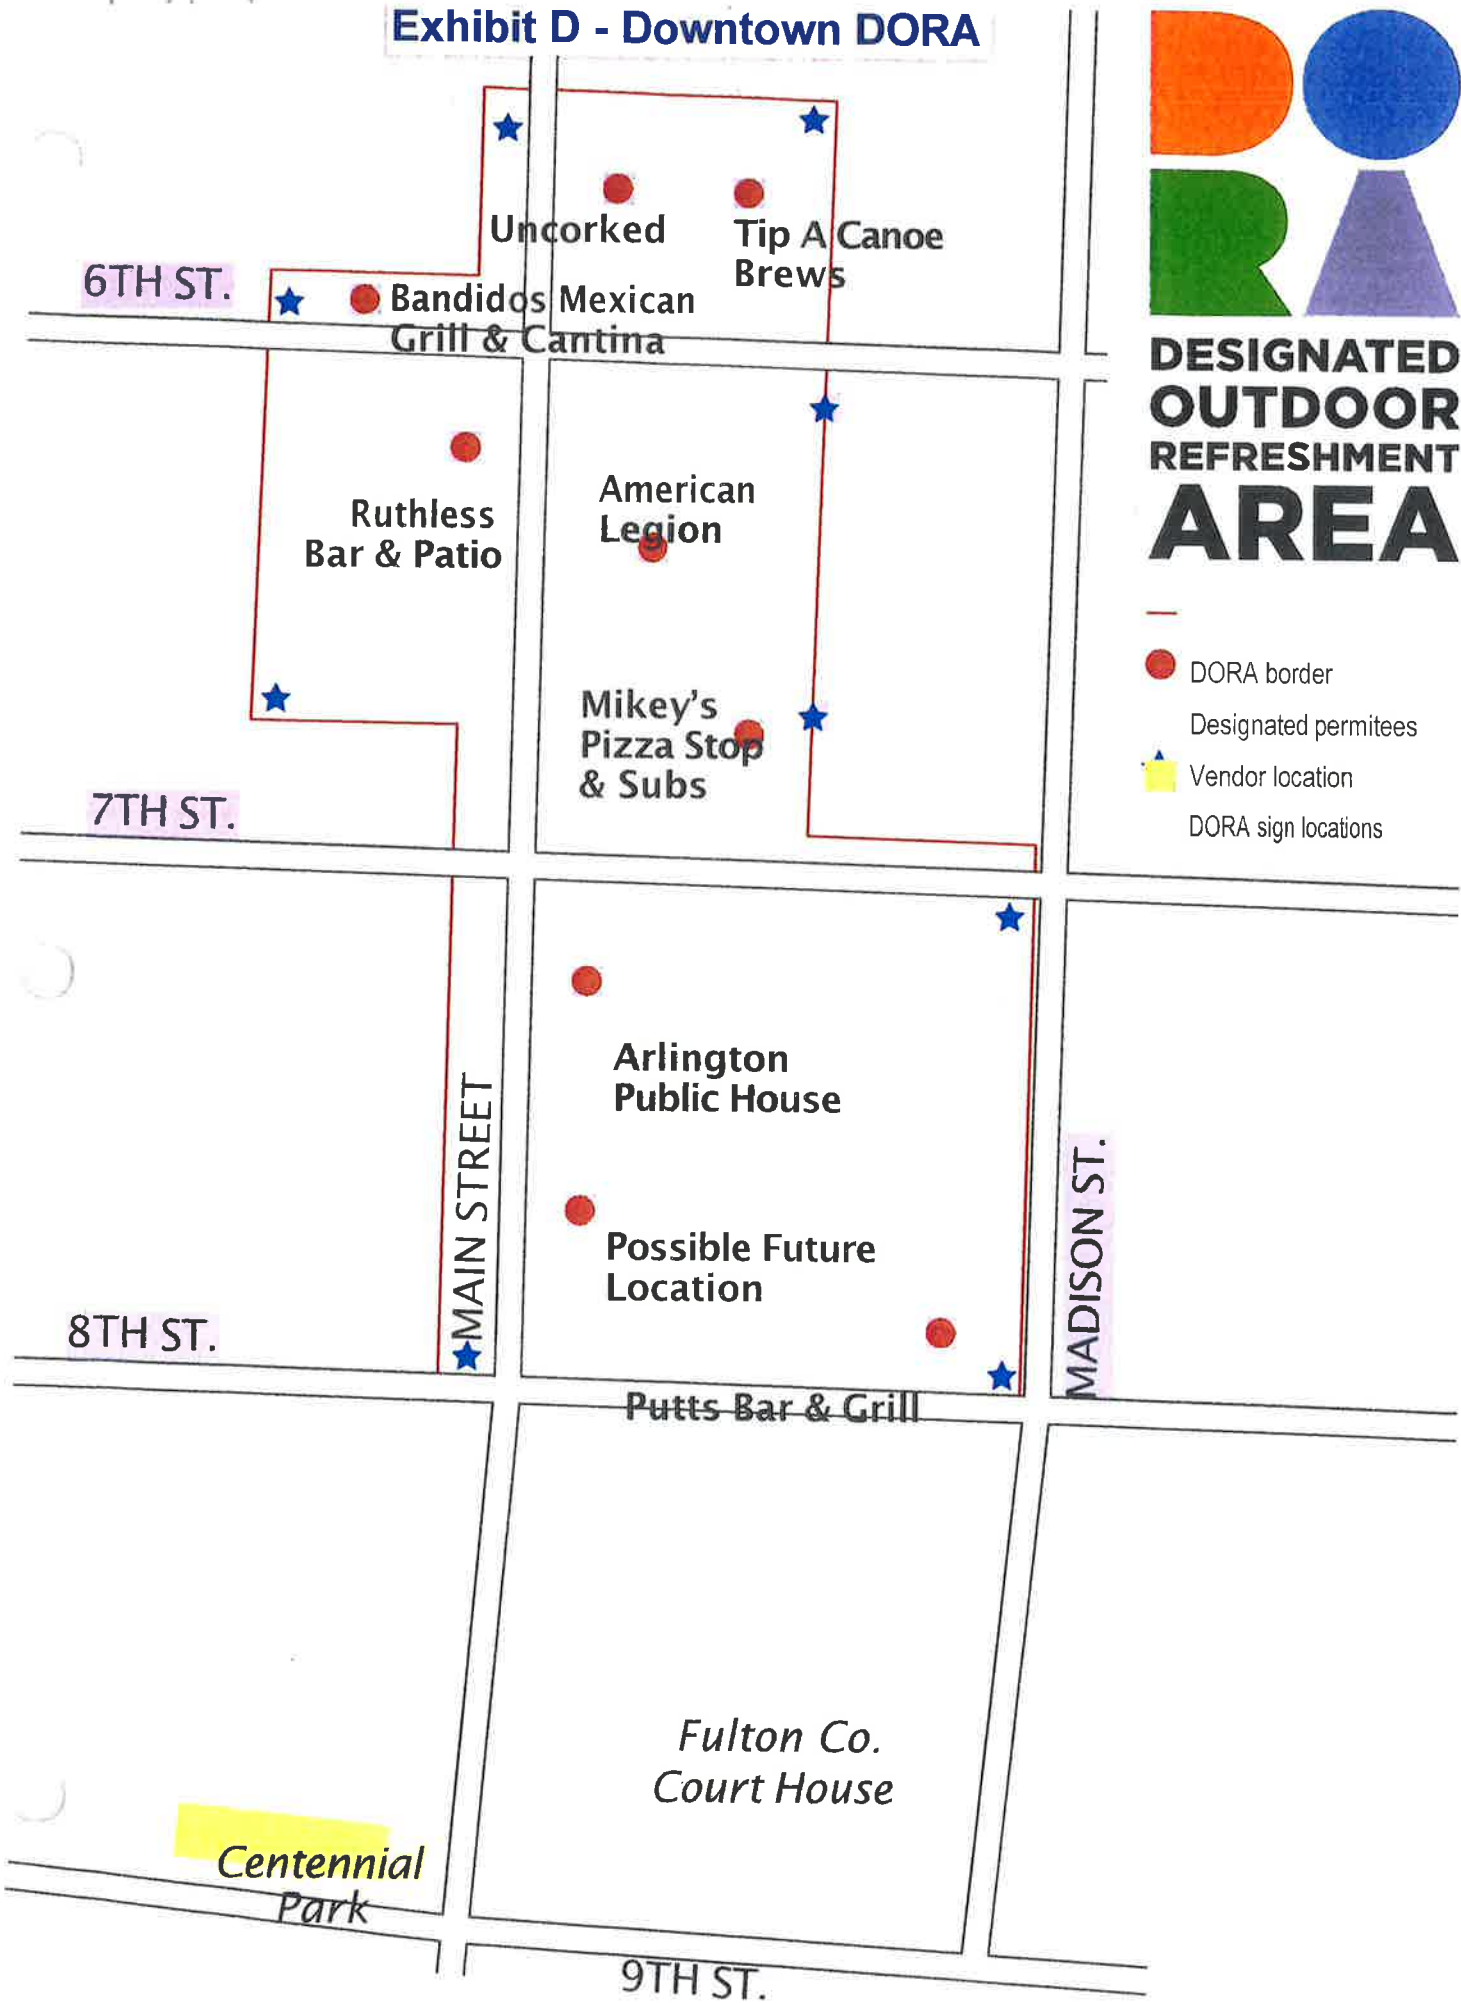 Exhibit D - Downtown DORA
DORA
DESIGNATED
OUTDOOR
REFRESHMENT
AREA
Uncorked
Tip A Canoe
Brews
6TH ST.
Bandidos Mexican
Grill & Cantina
Ruthless
Bar & Patio
American
Legion
DORA border
Designated permitees
Vendor location
DORA sign locations
Mikey's
Pizza Stop
& Subs
7TH ST.
Arlington
Public House
MAIN STREET
MADISON ST.
Possible Future
Location
8TH ST.
Putts Bar & Grill
Fulton Co.
Court House
Centennial
Park
9TH ST.